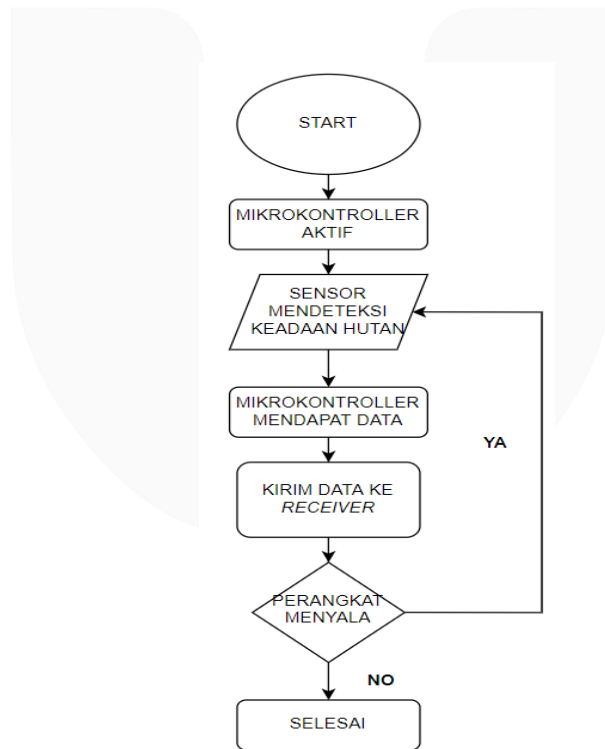 START
MIKROKONTROLLER
AKTIF
SENSOR
MENDETEKSI
KEADAAN HUTAN
MIKROKONTROLLER
MENDAPAT DATA
YA
KIRIM DATA KE
RECEIVER
PERANGKAT
MENYALA
NO
SELESAI